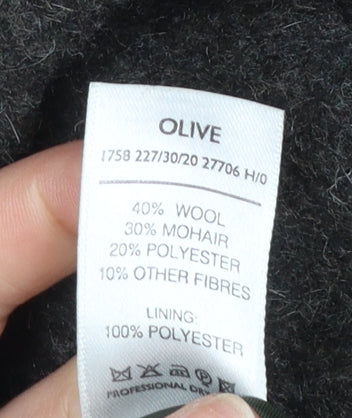 OLIVE
1758 227/30/20 27706 H/0
40% WOOL
30% MOHAIR
20% POLYESTER
10% OTHER FIBRES
LINING:
100% POLYESTER
PROFESSIONAL DRY